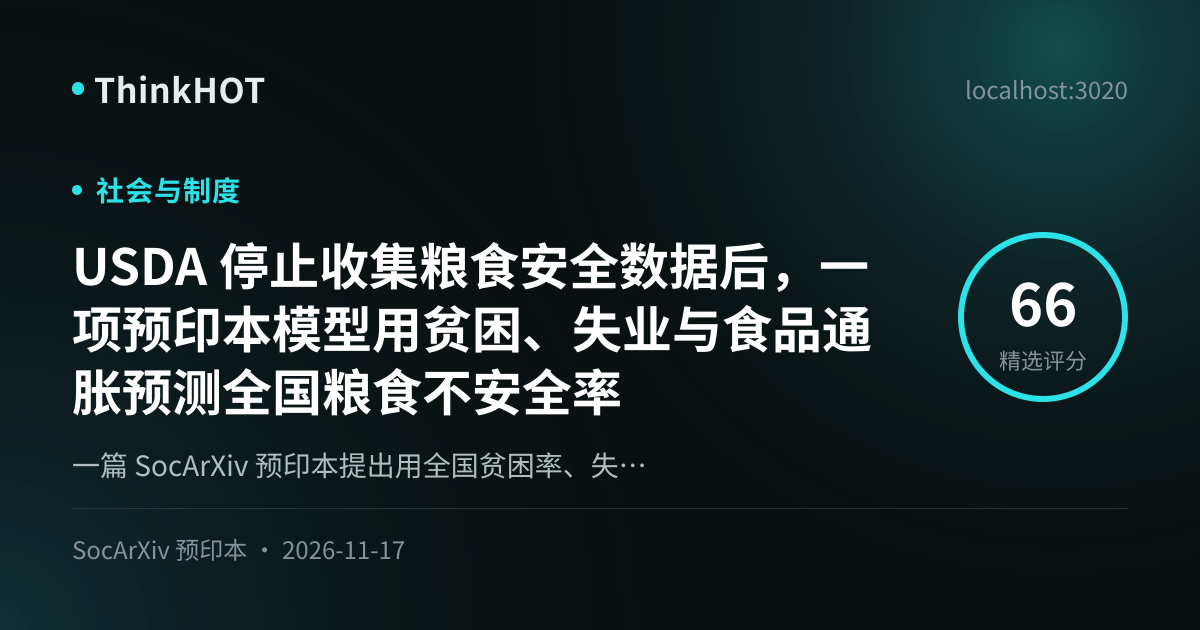 ThinkHOT
localhost:3020
社会与制度
USDA 停止收集粮食安全数据后，一
项预印本模型用贫困、失业与食品通
胀预测全国粮食不安全率
66
精选评分
一篇 SocArXiv 预印本提出用全国贫困率、失…
SocArXiv 预印本 · 2026-11-17